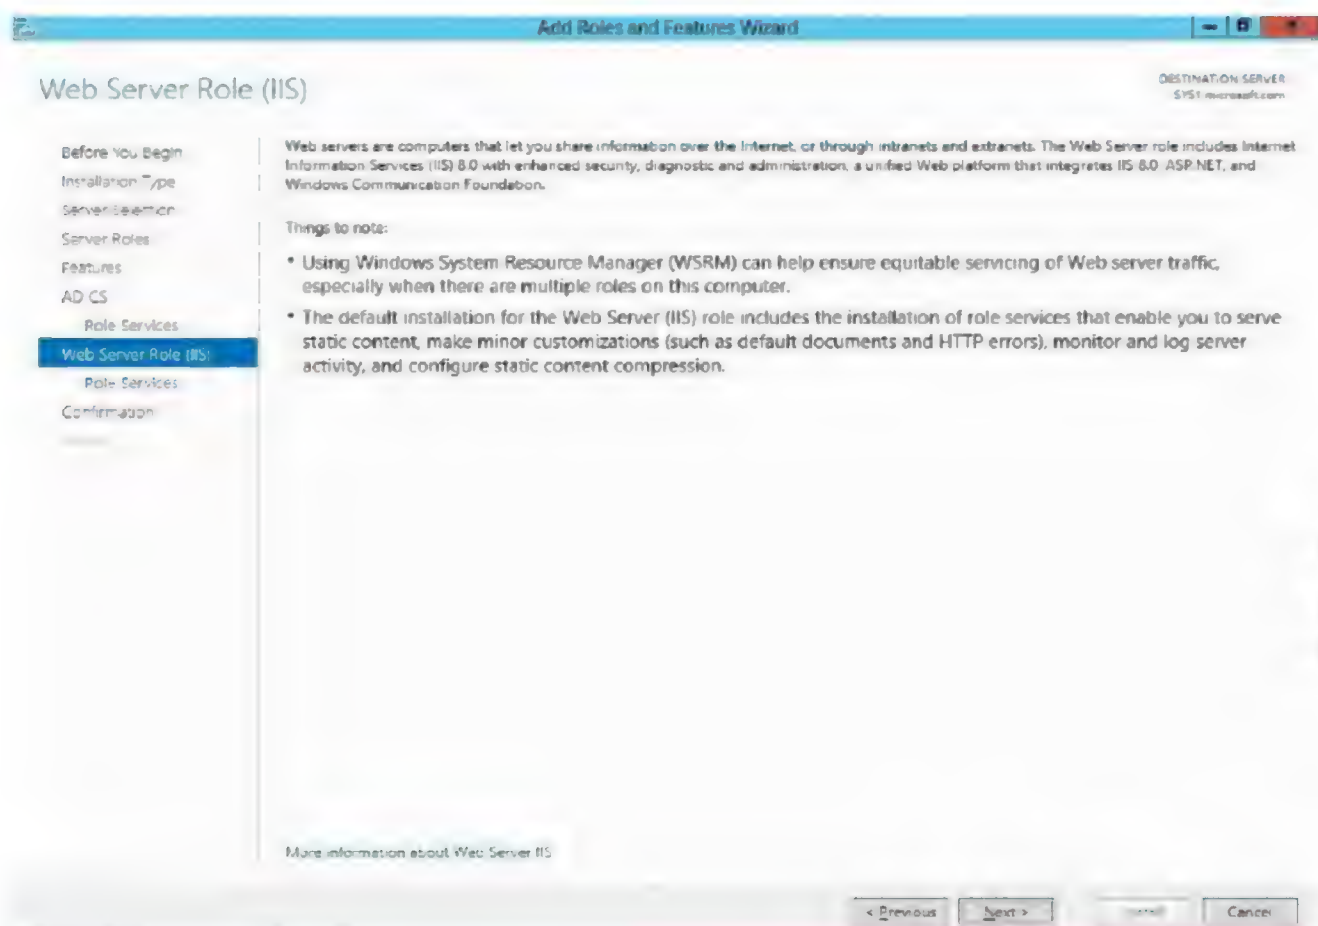 Add Roles and Features Wizard
Web Server Role (IIS)
DESTINATION SERVER
SYS1.microsoft.com
Before You Begin
Installation Type
Server Selection
Server Roles
Features
AD CS
Role Services
Web Server Role (IIS)
Role Services
Confirmation
Web servers are computers that let you share information over the Internet, or through intranets and extranets. The Web Server role includes Internet
Information Services (IIS) 8.0 with enhanced security, diagnostic and administration, a unified Web platform that integrates IIS 8.0, ASP.NET, and
Windows Communication Foundation.
Things to note:
• Using Windows System Resource Manager (WSRM) can help ensure equitable servicing of Web server traffic,
especially when there are multiple roles on this computer.
• The default installation for the Web Server (IIS) role includes the installation of role services that enable you to serve
static content, make minor customizations (such as default documents and HTTP errors), monitor and log server
activity, and configure static content compression.
More information about Web Server IIS
< Previous
Next >
Install
Cancel